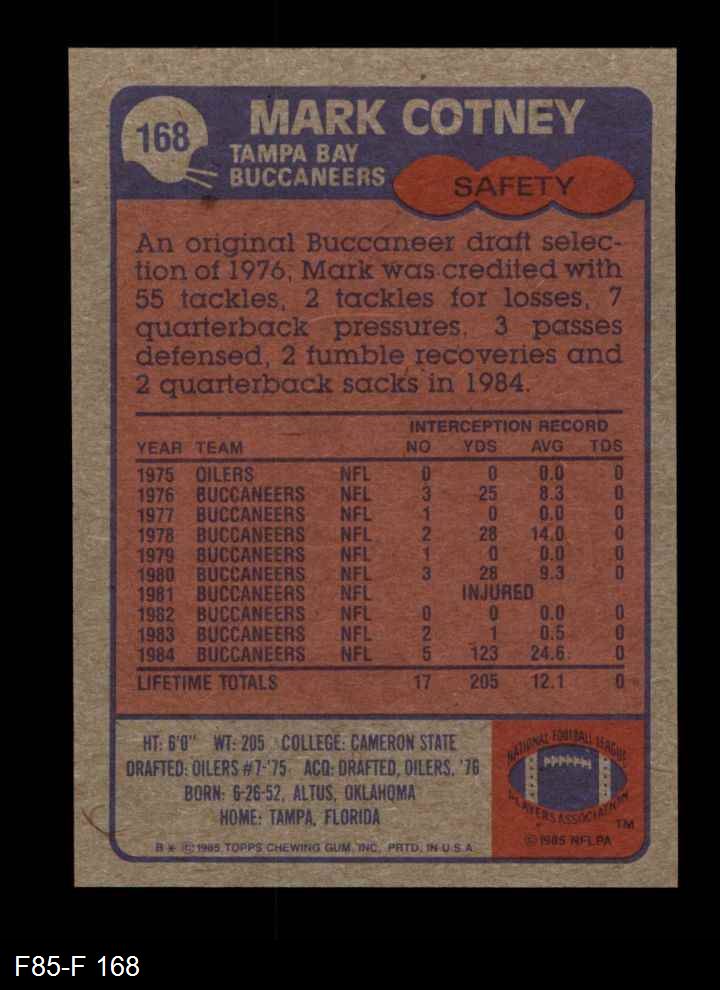 168
MARK COTNEY
TAMPA BAY
BUCCANEERS
SAFETY
An original Buccaneer draft selec-
tion of 1976, Mark was credited with
55 tackles, 2 tackles for losses, 7
quarterback pressures, 3 passes
defensed, 2 fumble recoveries and
2 quarterback sacks in 1984.
INTERCEPTION RECORD
YEAR TEAM NO YDS AVG TDS
1975 OILERS NFL 0 0 0.0 0
1976 BUCCANEERS NFL 3 25 8.3 0
1977 BUCCANEERS NFL 1 0 0.0 0
1978 BUCCANEERS NFL 2 28 14.0 0
1979 BUCCANEERS NFL 1 0 0.0 0
1980 BUCCANEERS NFL 3 28 9.3 0
1981 BUCCANEERS NFL INJURED
1982 BUCCANEERS NFL 0 0 0.0 0
1983 BUCCANEERS NFL 2 1 0.5 0
1984 BUCCANEERS NFL 5 123 24.6 0
LIFETIME TOTALS 17 205 12.1 0
HT: 6'0" WT: 205 COLLEGE: CAMERON STATE
DRAFTED: OILERS #7-'75 ACQ: DRAFTED, OILERS, '76
BORN: 6-26-52, ALTUS, OKLAHOMA
HOME: TAMPA, FLORIDA
B * © 1985 TOPPS CHEWING GUM, INC. PRTD. IN U.S.A.
NATIONAL FOOTBALL LEAGUE
PLAYERS ASSOCIATION
TM
© 1985 NFLPA
F85-F 168